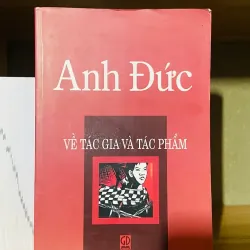 Anh Đức
VỀ TÁC GIA VÀ TÁC PHẨM